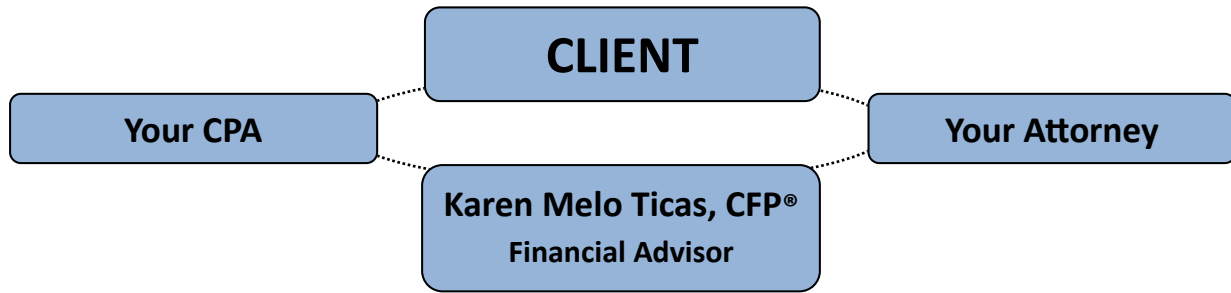 CLIENT
Your CPA
Your Attorney
Karen Melo Ticas, CFP®
Financial Advisor